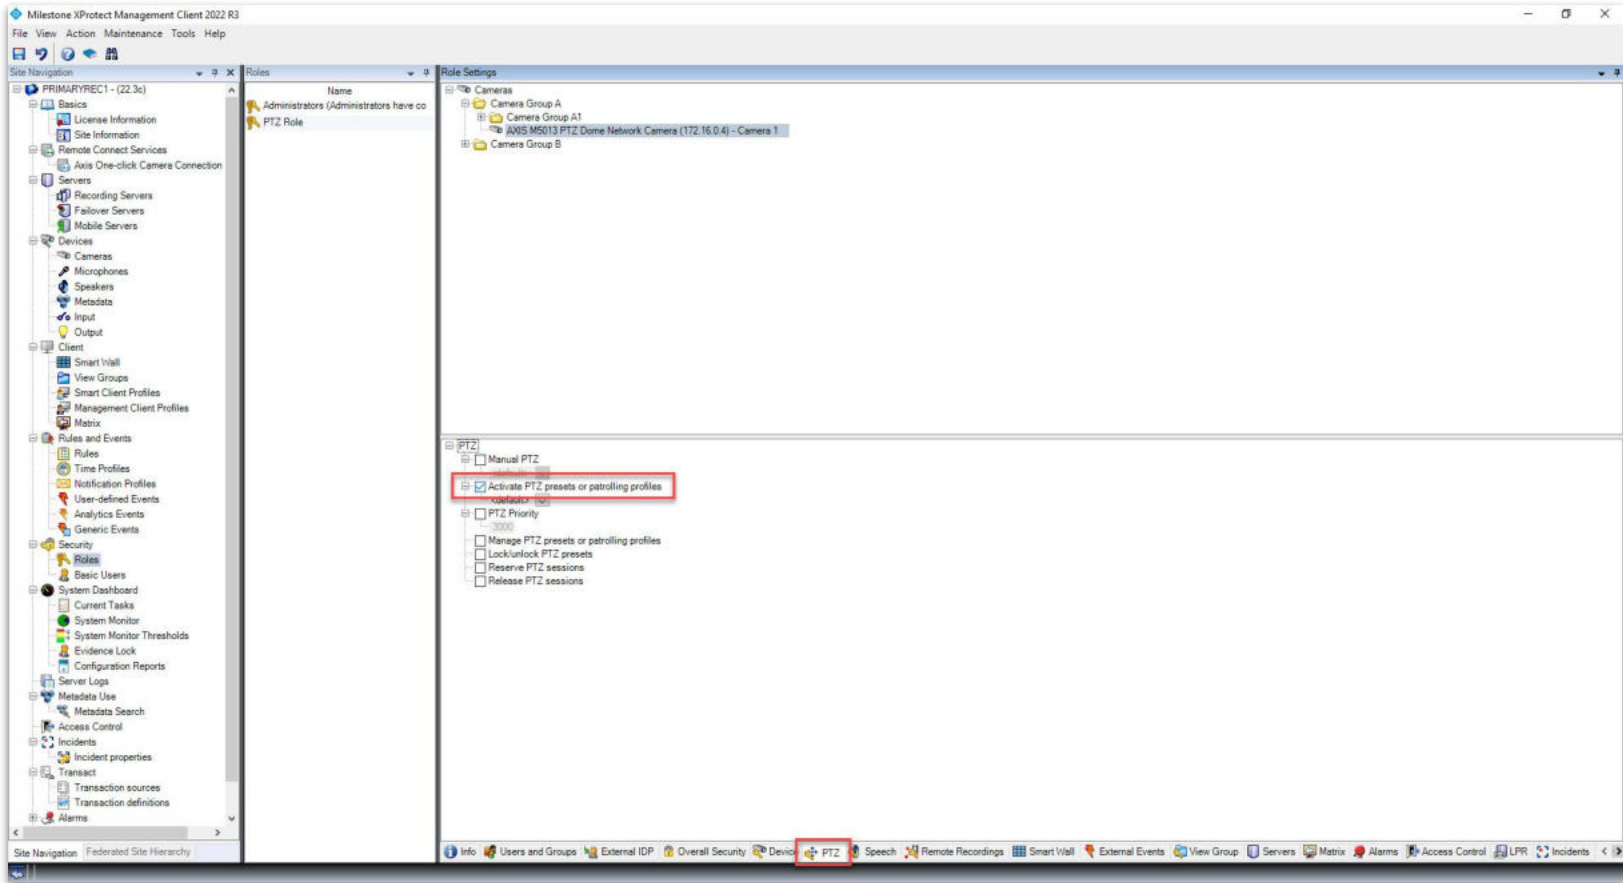 Milestone XProtect Management Client 2022 R3
File View Action Maintenance Tools Help
Site Navigation
PRIMARYREC1 - (22.3c)
Basics
License Information
Site Information
Remote Connect Services
Axis One-click Camera Connection
Servers
Recording Servers
Failover Servers
Mobile Servers
Devices
Cameras
Microphones
Speakers
Metadata
Input
Output
Client
Smart Wall
View Groups
Smart Client Profiles
Management Client Profiles
Matrix
Rules and Events
Rules
Time Profiles
Notification Profiles
User-defined Events
Analytics Events
Generic Events
Security
Roles
Basic Users
System Dashboard
Current Tasks
System Monitor
System Monitor Thresholds
Evidence Lock
Configuration Reports
Server Logs
Metadata Use
Metadata Search
Access Control
Incidents
Incident properties
Transact
Transaction sources
Transaction definitions
Alarms
Site Navigation Federated Site Hierarchy
Roles
Name
Administrators (Administrators have co
PTZ Role
Role Settings
Cameras
Camera Group A
Camera Group A1
AXIS M5013 PTZ Dome Network Camera (172.16.0.4) - Camera 1
Camera Group B
PTZ
Manual PTZ
<default>
Activate PTZ presets or patrolling profiles
<default>
PTZ Priority
3000
Manage PTZ presets or patrolling profiles
Lock/unlock PTZ presets
Reserve PTZ sessions
Release PTZ sessions
Info Users and Groups External IDP Overall Security Device PTZ Speech Remote Recordings Smart Wall External Events View Group Servers Matrix Alarms Access Control LPR Incidents